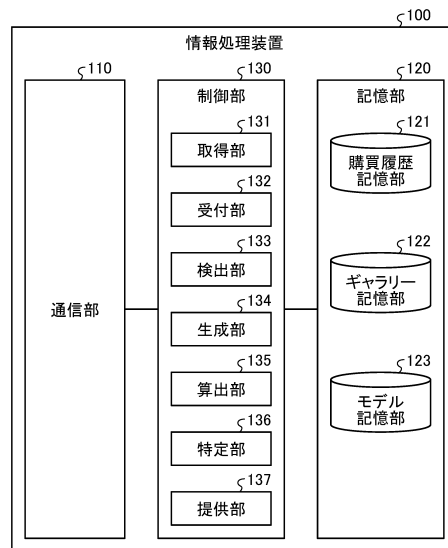 100
情報処理装置
110
通信部
130
制御部
131
取得部
132
受付部
133
検出部
134
生成部
135
算出部
136
特定部
137
提供部
120
記憶部
121
購買履歴
記憶部
122
ギャラリー
記憶部
123
モデル
記憶部